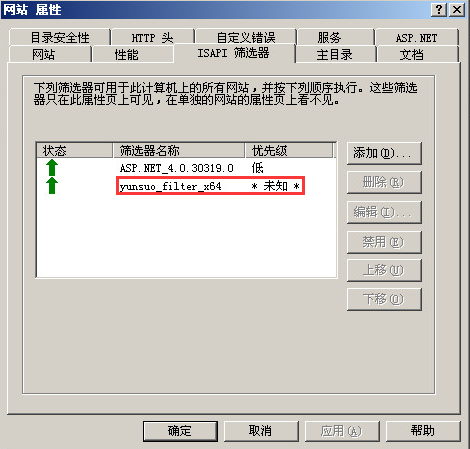 网站 属性
目录安全性 HTTP 头 自定义错误 服务 ASP.NET
网站 性能 ISAPI 筛选器 主目录 文档
下列筛选器可用于此计算机上的所有网站,并按下列顺序执行。这些筛选
器只在此属性页上可见,在单独的网站的属性页上看不见。
状态 筛选器名称 优先级
ASP.NET_4.0.30319.0 低
yunsuo_filter_x64 * 未知 *
添加(D)...
删除(R)
编辑(I)...
禁用(E)
上移(U)
下移(O)
确定 取消 应用(A) 帮助